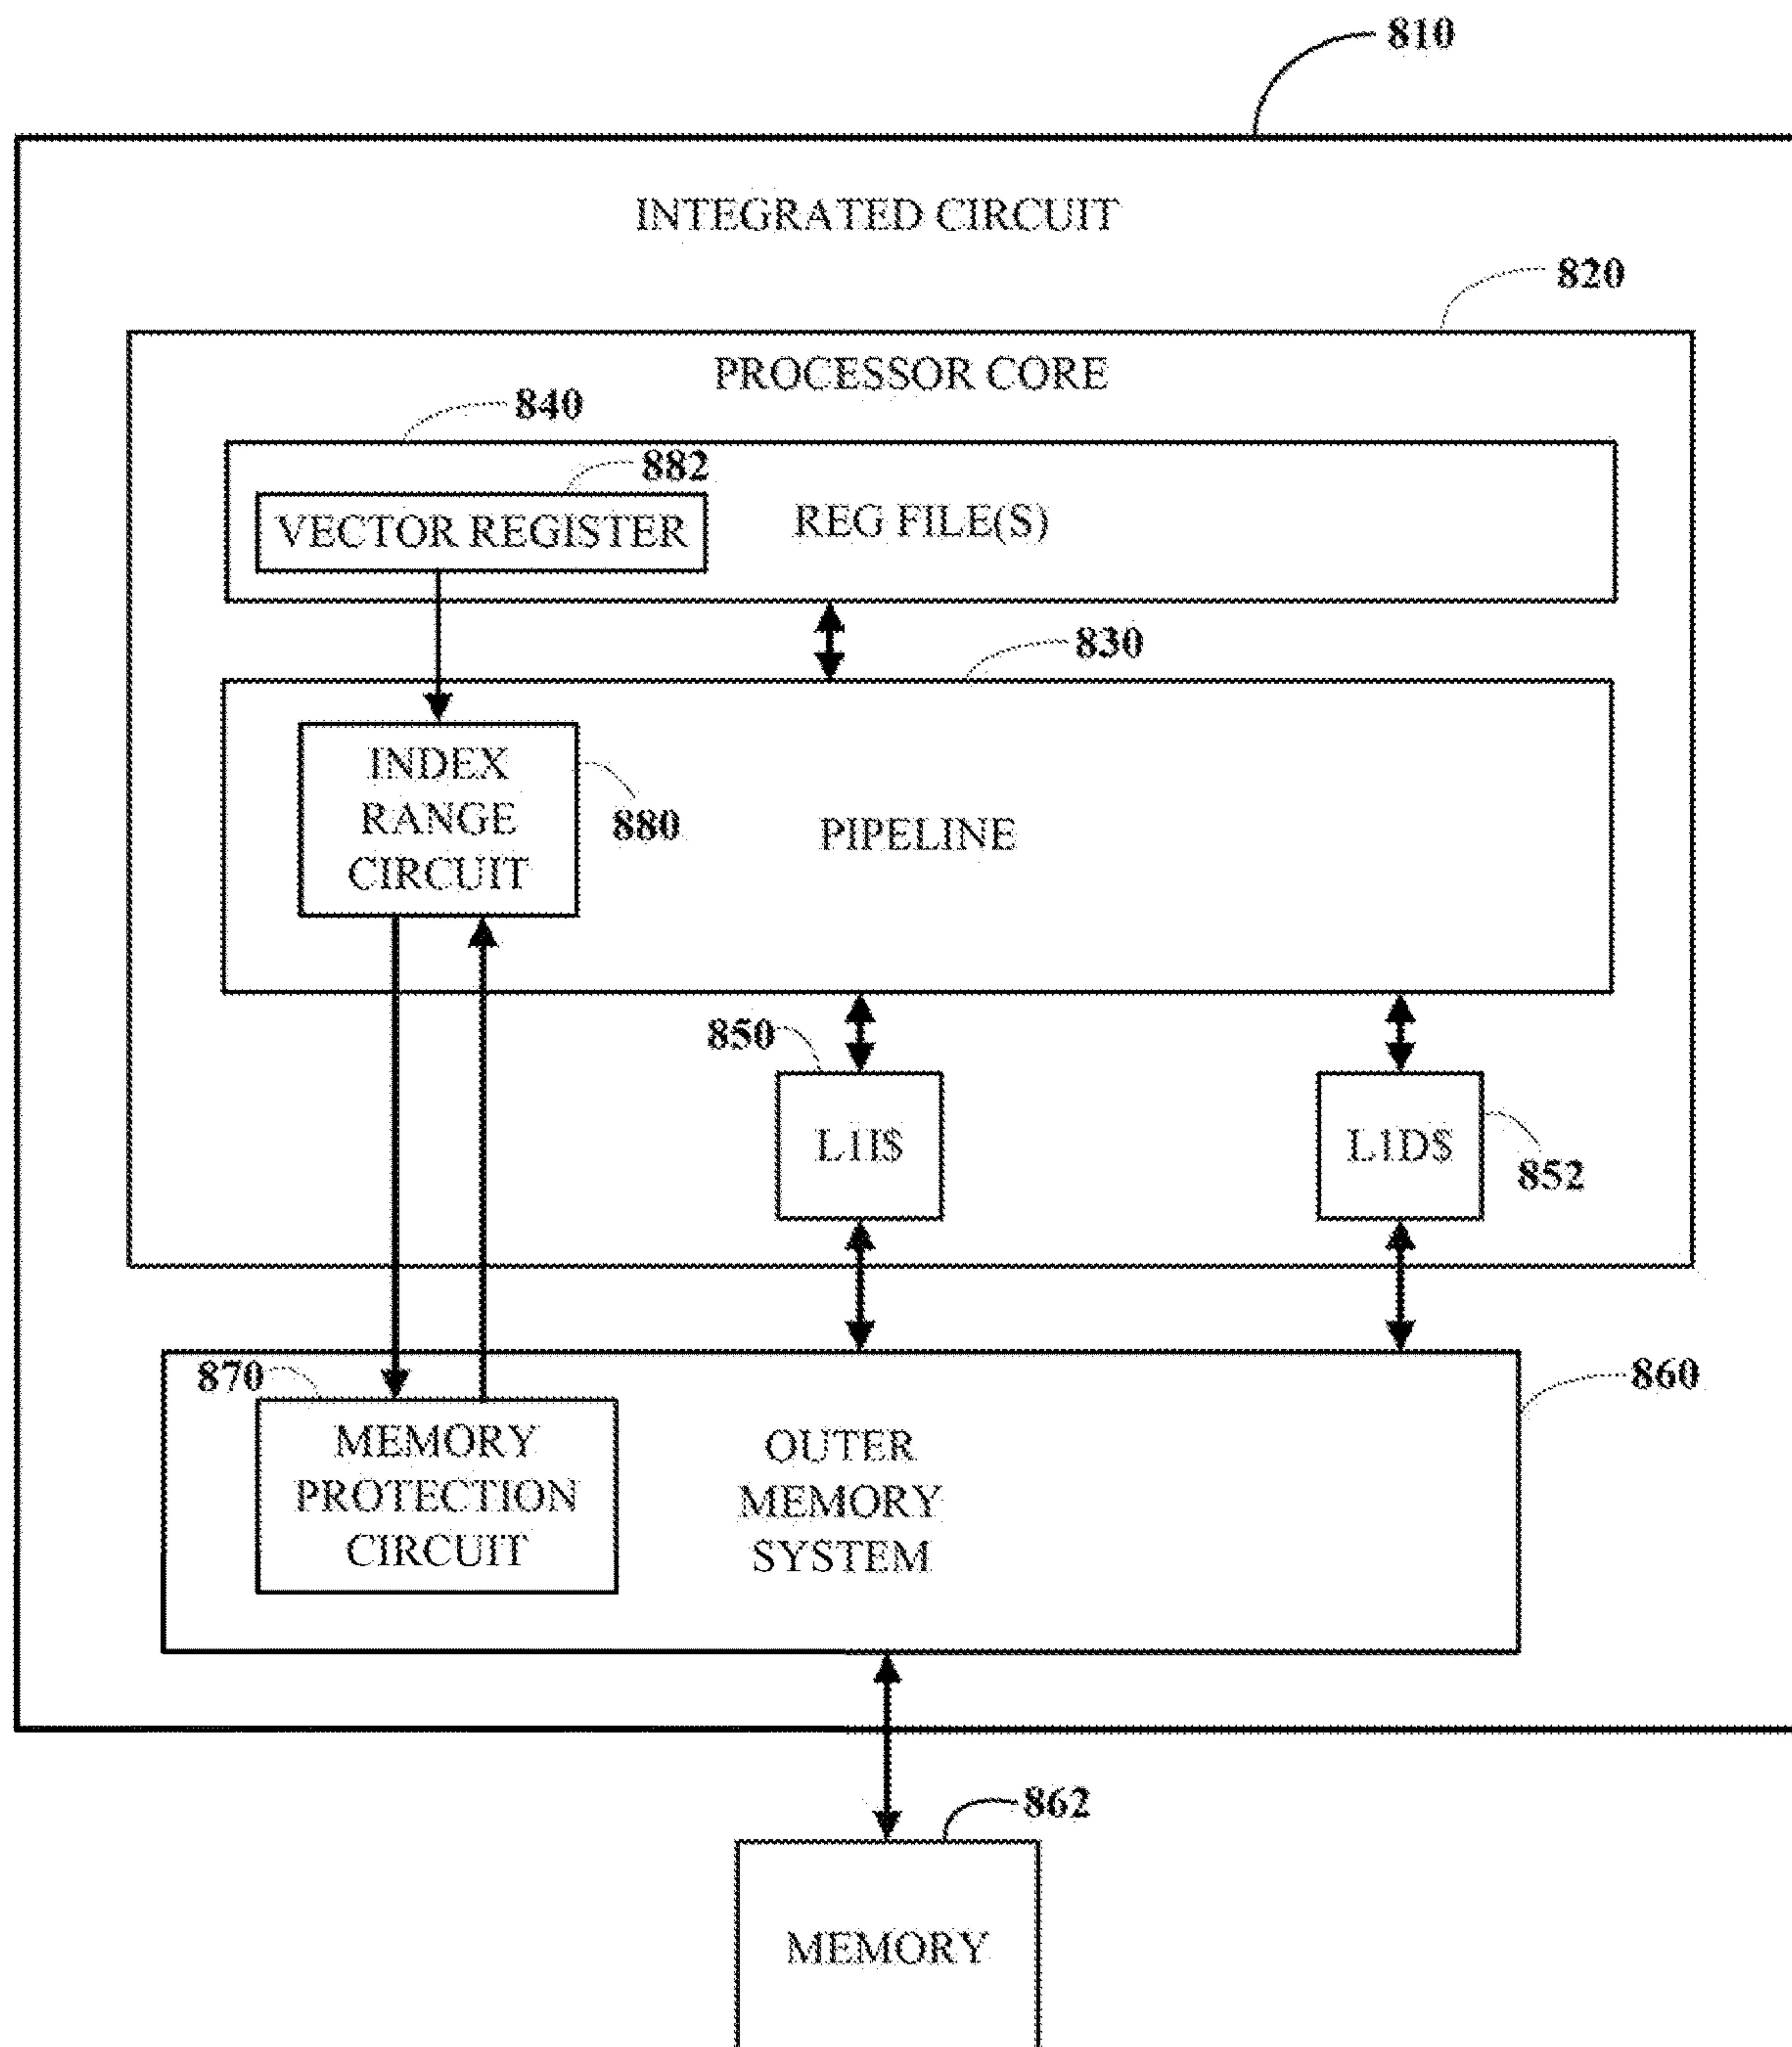 810
INTEGRATED CIRCUIT
820
PROCESSOR CORE
840
882
VECTOR REGISTER
REG FILE(S)
830
INDEX
RANGE
CIRCUIT
880
PIPELINE
850
L1I$
L1D$
852
870
MEMORY
PROTECTION
CIRCUIT
OUTER
MEMORY
SYSTEM
860
862
MEMORY